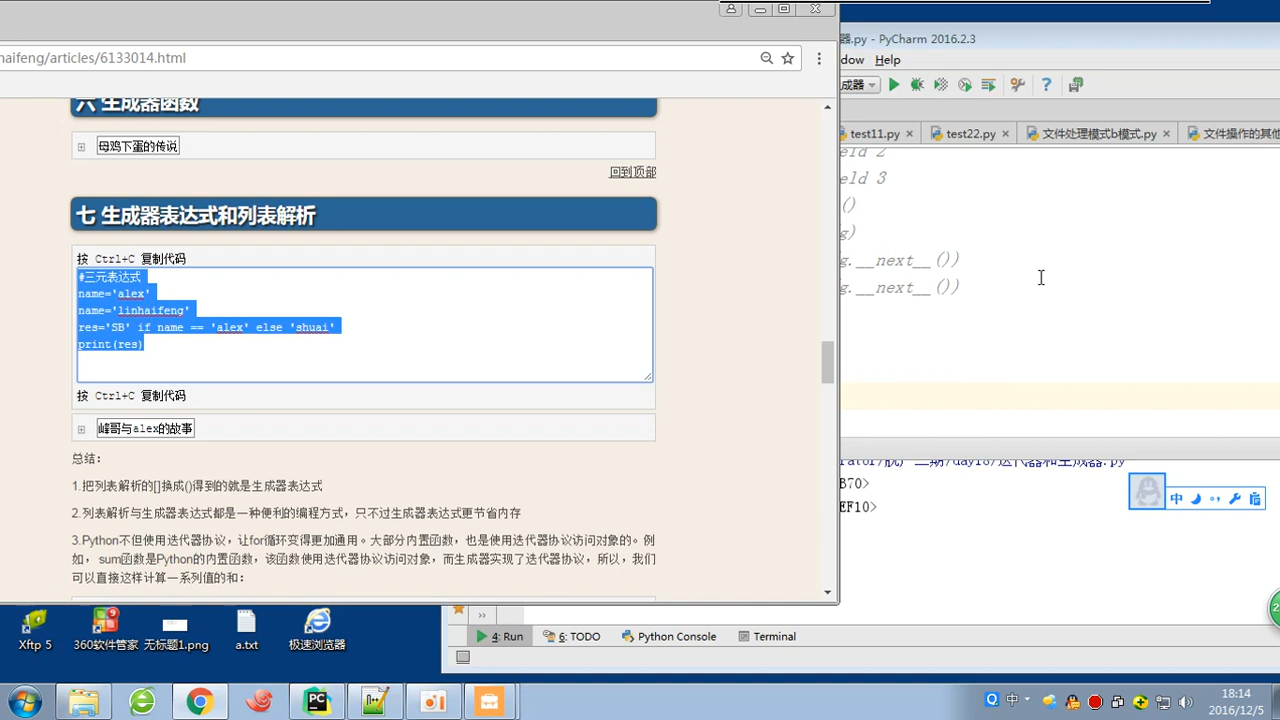 haifeng/articles/6133014.html
六 生成器函数
母鸡下蛋的传说
回到顶部
七 生成器表达式和列表解析
按 Ctrl+C 复制代码
#三元表达式
name='alex'
name='linhaifeng'
res='SB' if name == 'alex' else 'shuai'
print(res)
按 Ctrl+C 复制代码
峰哥与alex的故事
总结：
1.把列表解析的[]换成()得到的就是生成器表达式
2.列表解析与生成器表达式都是一种便利的编程方式，只不过生成器表达式更节省内存
3.Python不但使用迭代器协议，让for循环变得更加通用。大部分内置函数，也是使用迭代器协议访问对象的。例
如， sum函数是Python的内置函数，该函数使用迭代器协议访问对象，而生成器实现了迭代器协议，所以，我们
可以直接这样计算一系列值的和：
器.py - PyCharm 2016.2.3
dow Help
成器
test11.py
test22.py
文件处理模式b模式.py
文件操作的其他
eld 2
eld 3
()
g)
g.__next__())
g.__next__())
B70>
EF10>
中
4: Run
6: TODO
Python Console
Terminal
Xftp 5
360软件管家
无标题1.png
a.txt
极速浏览器
中
18:14
2016/12/5